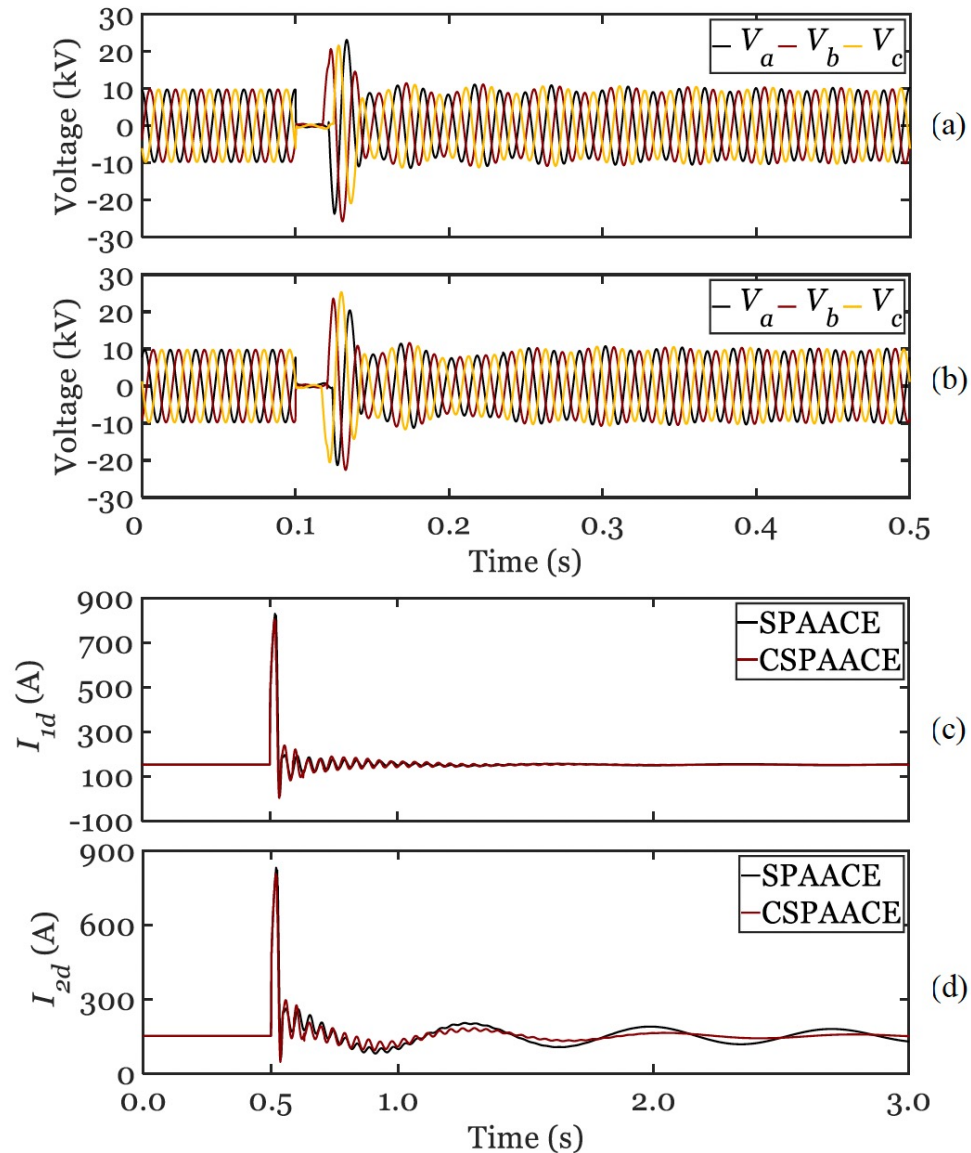 30
20
10
0
-10
-20
-30
Voltage (kV)
V_a V_b V_c
(a)
30
20
10
0
-10
-20
-30
Voltage (kV)
V_a V_b V_c
(b)
0 0.1 0.2 0.3 0.4 0.5
Time (s)
900
700
500
300
100
-100
I_1d (A)
SPAACE
CSPAACE
(c)
900
600
300
0
I_2d (A)
SPAACE
CSPAACE
(d)
0.0 0.5 1.0 2.0 3.0
Time (s)